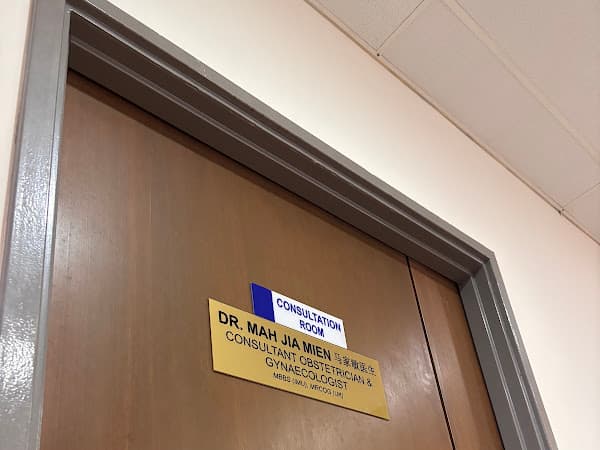 CONSULTATION
ROOM
DR. MAH JIA MIEN 马家敏医生
CONSULTANT OBSTETRICIAN &
GYNAECOLOGIST
MBBS (IMU), MRCOG (UK)